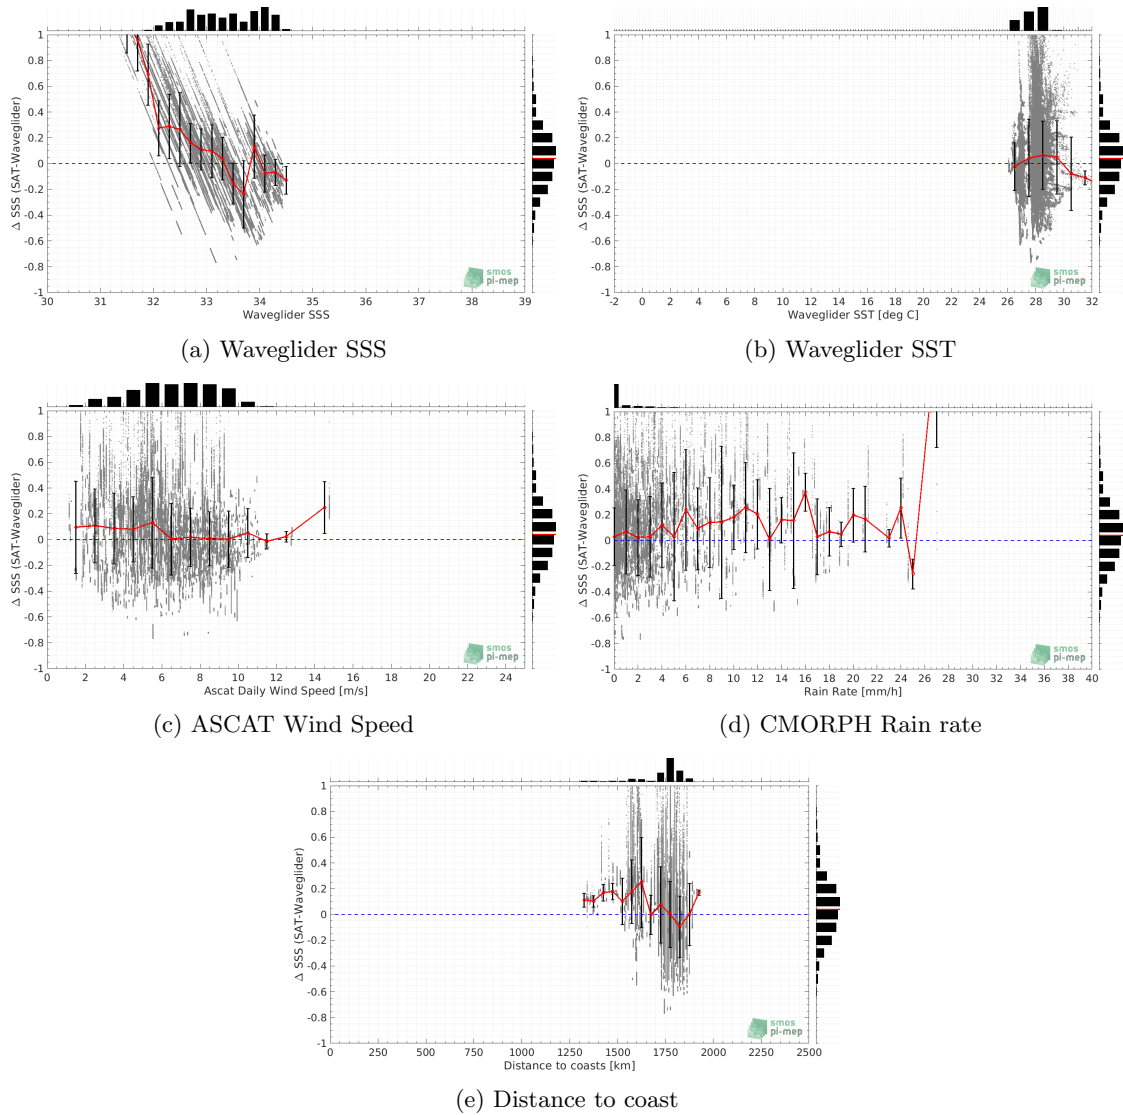 1
0.8
0.6
0.4
0.2
0
-0.2
-0.4
-0.6
-0.8
-1
Δ SSS (SAT-Waveglider)
30 31 32 33 34 35 36 37 38 39
Waveglider SSS
smos
pi-mep
(a) Waveglider SSS
1
0.8
0.6
0.4
0.2
0
-0.2
-0.4
-0.6
-0.8
-1
Δ SSS (SAT-Waveglider)
-2 0 2 4 6 8 10 12 14 16 18 20 22 24 26 28 30 32
Waveglider SST [deg C]
smos
pi-mep
(b) Waveglider SST
1
0.8
0.6
0.4
0.2
0
-0.2
-0.4
-0.6
-0.8
-1
Δ SSS (SAT-Waveglider)
0 2 4 6 8 10 12 14 16 18 20 22 24
Ascat Daily Wind Speed [m/s]
smos
pi-mep
(c) ASCAT Wind Speed
1
0.8
0.6
0.4
0.2
0
-0.2
-0.4
-0.6
-0.8
-1
Δ SSS (SAT-Waveglider)
0 2 4 6 8 10 12 14 16 18 20 22 24 26 28 30 32 34 36 38 40
Rain Rate [mm/h]
smos
pi-mep
(d) CMORPH Rain rate
1
0.8
0.6
0.4
0.2
0
-0.2
-0.4
-0.6
-0.8
-1
Δ SSS (SAT-Waveglider)
0 250 500 750 1000 1250 1500 1750 2000 2250 2500
Distance to coasts [km]
smos
pi-mep
(e) Distance to coast